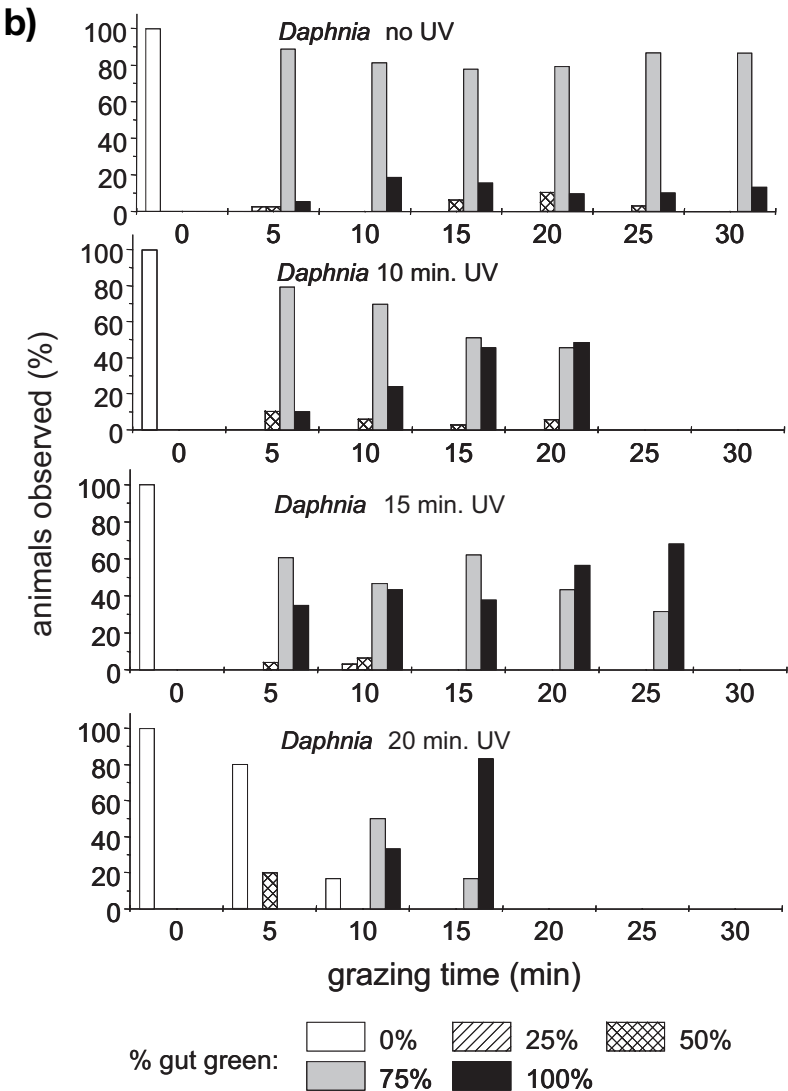 b)
Daphnia no UV
100
80
60
40
20
0
0 5 10 15 20 25 30
Daphnia 10 min. UV
100
80
60
40
20
0
0 5 10 15 20 25 30
Daphnia 15 min. UV
100
80
60
40
20
0
0 5 10 15 20 25 30
Daphnia 20 min. UV
100
80
60
40
20
0
0 5 10 15 20 25 30
animals observed (%)
grazing time (min)
% gut green:
0% 25% 50%
75% 100%